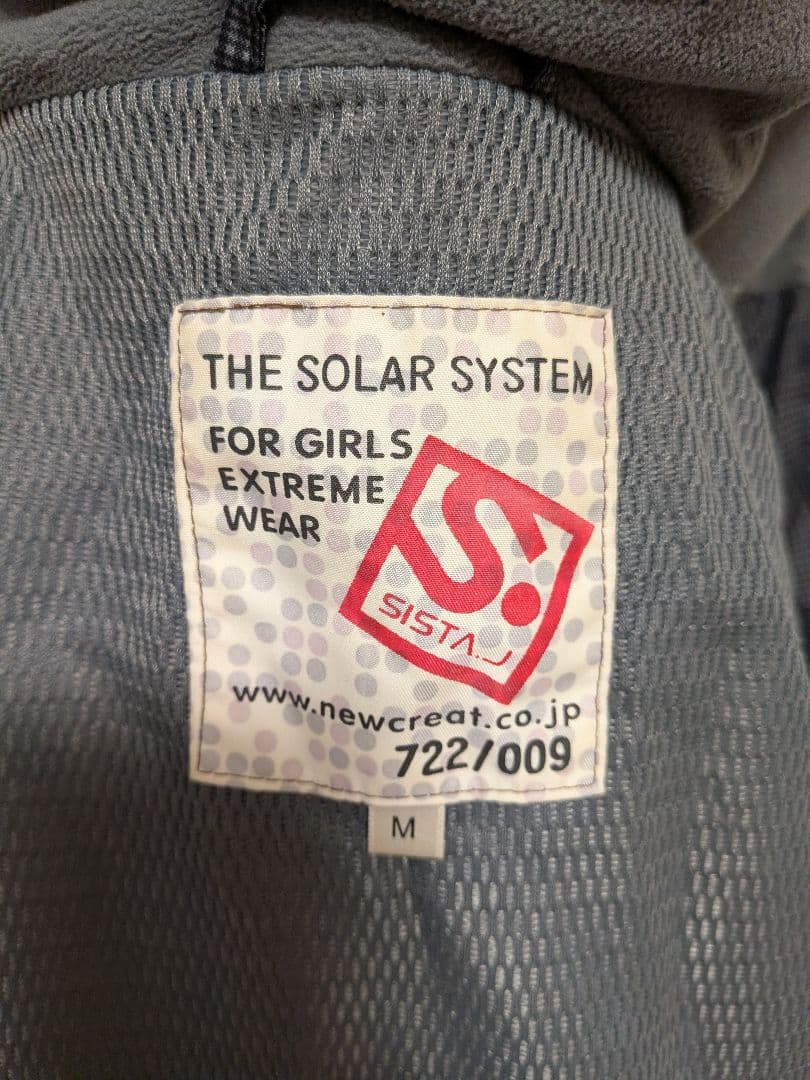 THE SOLAR SYSTEM
FOR GIRLS
EXTREME
WEAR
S.
SISTA.J
www.newcreat.co.jp
722/009
M